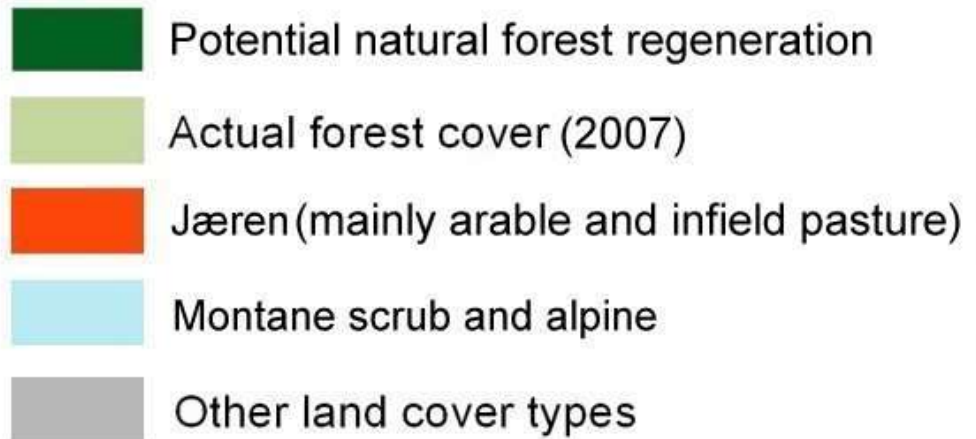 Potential natural forest regeneration
Actual forest cover (2007)
Jæren (mainly arable and infield pasture)
Montane scrub and alpine
Other land cover types